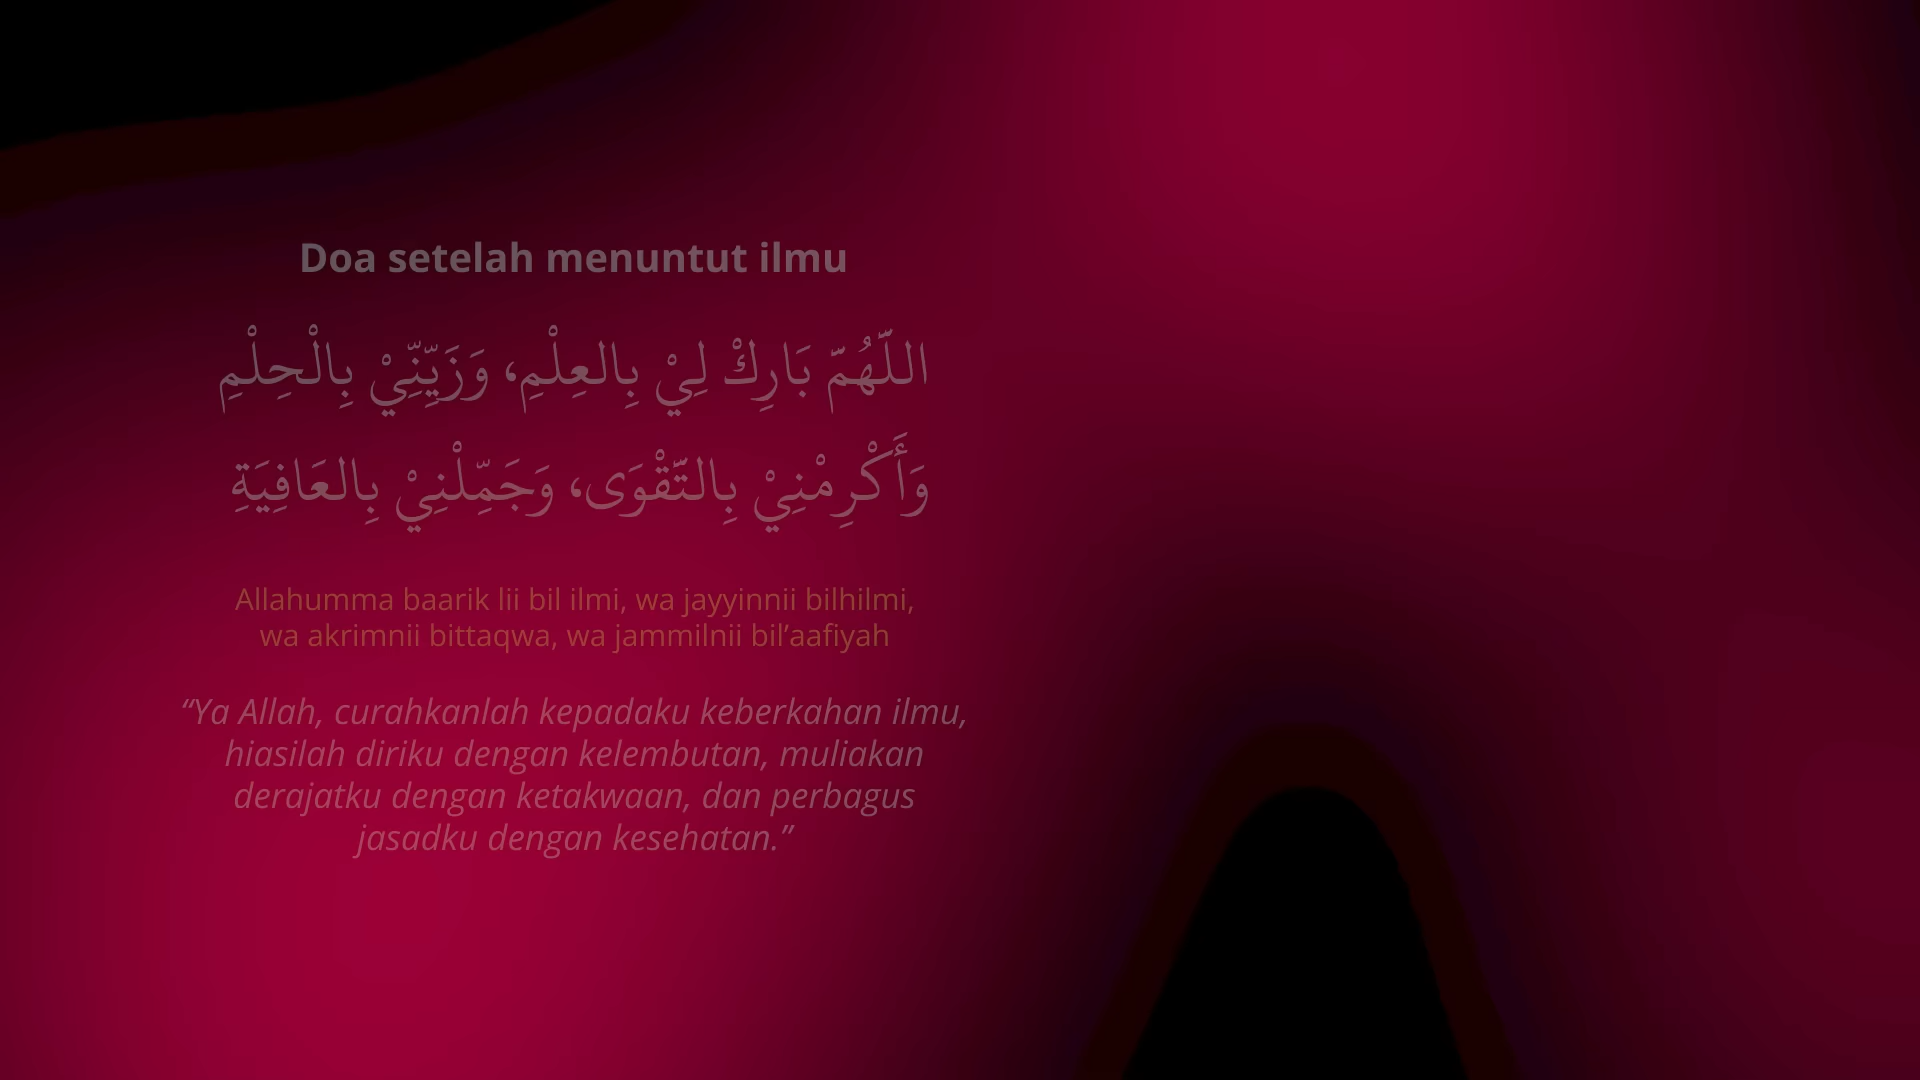 Doa setelah menuntut ilmu
اللّهُمّ بَارِكْ لِيْ بِالعِلْمِ، وَزَيِّنِّيْ بِالْحِلْمِ
وَأَكْرِمْنِيْ بِالتّقْوَى، وَجَمِّلْنِيْ بِالعَافِيَةِ
Allahumma baarik lii bil ilmi, wa jayyinnii bilhilmi,
wa akrimnii bittaqwa, wa jammilnii bil’aafiyah
“Ya Allah, curahkanlah kepadaku keberkahan ilmu,
hiasilah diriku dengan kelembutan, muliakan
derajatku dengan ketakwaan, dan perbagus
jasadku dengan kesehatan.”